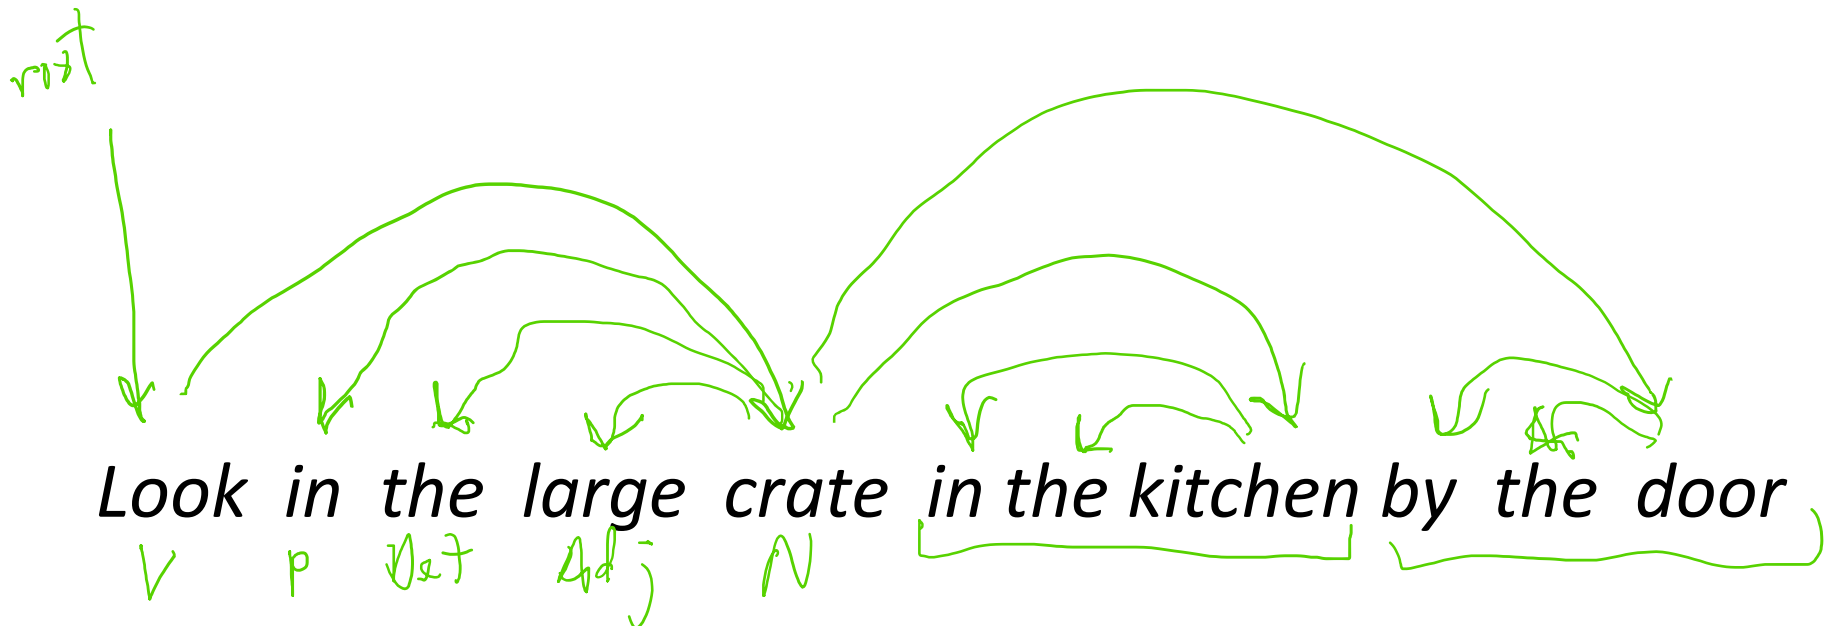 root
Look in the large crate in the kitchen by the door
V P Det Adj N